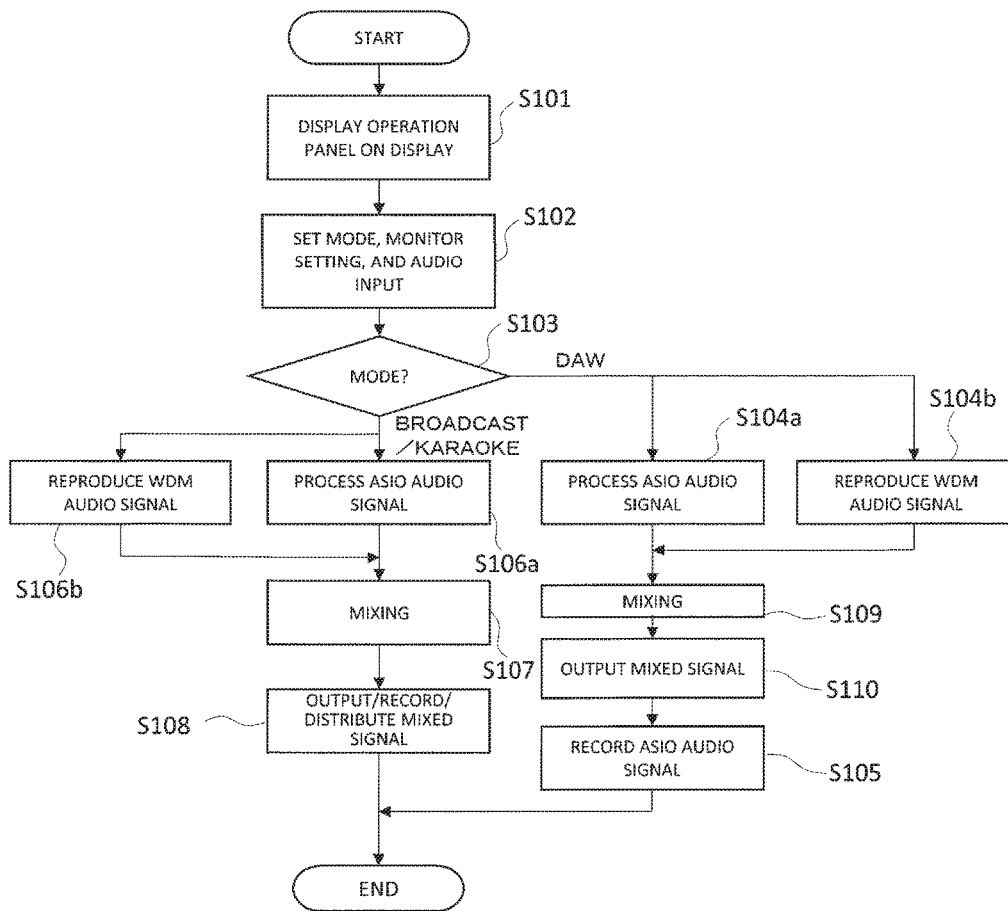 START
S101
DISPLAY OPERATION
PANEL ON DISPLAY
S102
SET MODE, MONITOR
SETTING, AND AUDIO
INPUT
S103
MODE?
DAW
BROADCAST
/KARAOKE
S104a
S104b
REPRODUCE WDM
AUDIO SIGNAL
PROCESS ASIO AUDIO
SIGNAL
PROCESS ASIO AUDIO
SIGNAL
REPRODUCE WDM
AUDIO SIGNAL
S106b
S106a
MIXING
S107
MIXING
S109
OUTPUT MIXED SIGNAL
S110
S108
OUTPUT/RECORD/
DISTRIBUTE MIXED
SIGNAL
RECORD ASIO AUDIO
SIGNAL
S105
END